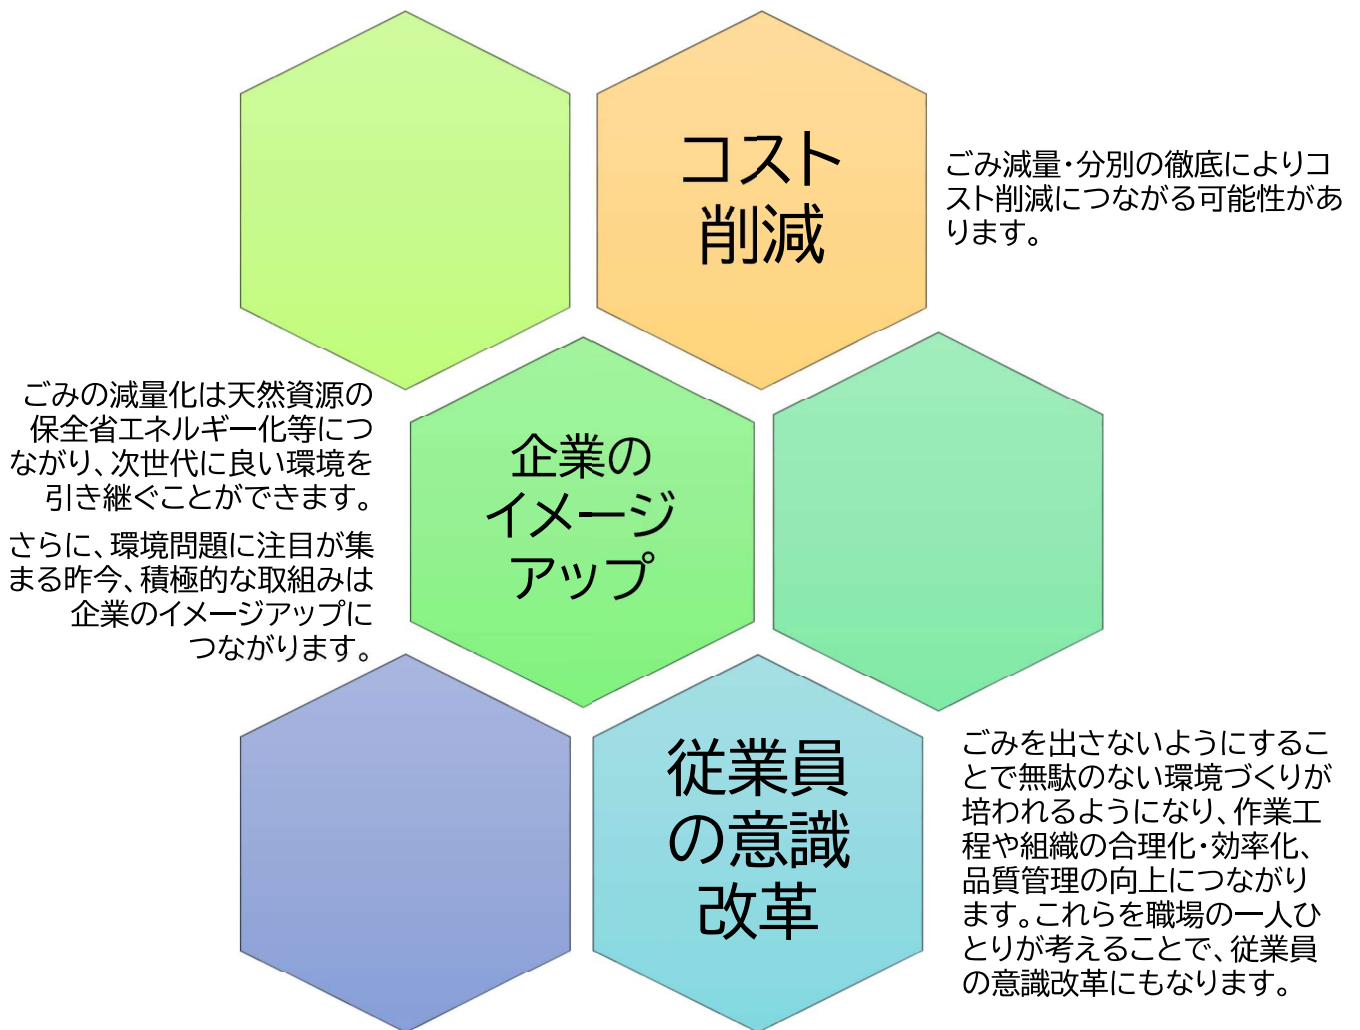 コスト
削減
ごみ減量・分別の徹底によりコ
スト削減につながる可能性があ
ります。
ごみの減量化は天然資源の
保全省エネルギー化等につ
ながり、次世代に良い環境を
引き継ぐことができます。
さらに、環境問題に注目が集
まる昨今、積極的な取組みは
企業のイメージアップに
つながります。
企業の
イメージ
アップ
従業員
の意識
改革
ごみを出さないようにするこ
とで無駄のない環境づくりが
培われるようになり、作業工
程や組織の合理化・効率化、
品質管理の向上につながり
ます。これらを職場の一人ひ
とりが考えることで、従業員
の意識改革にもなります。